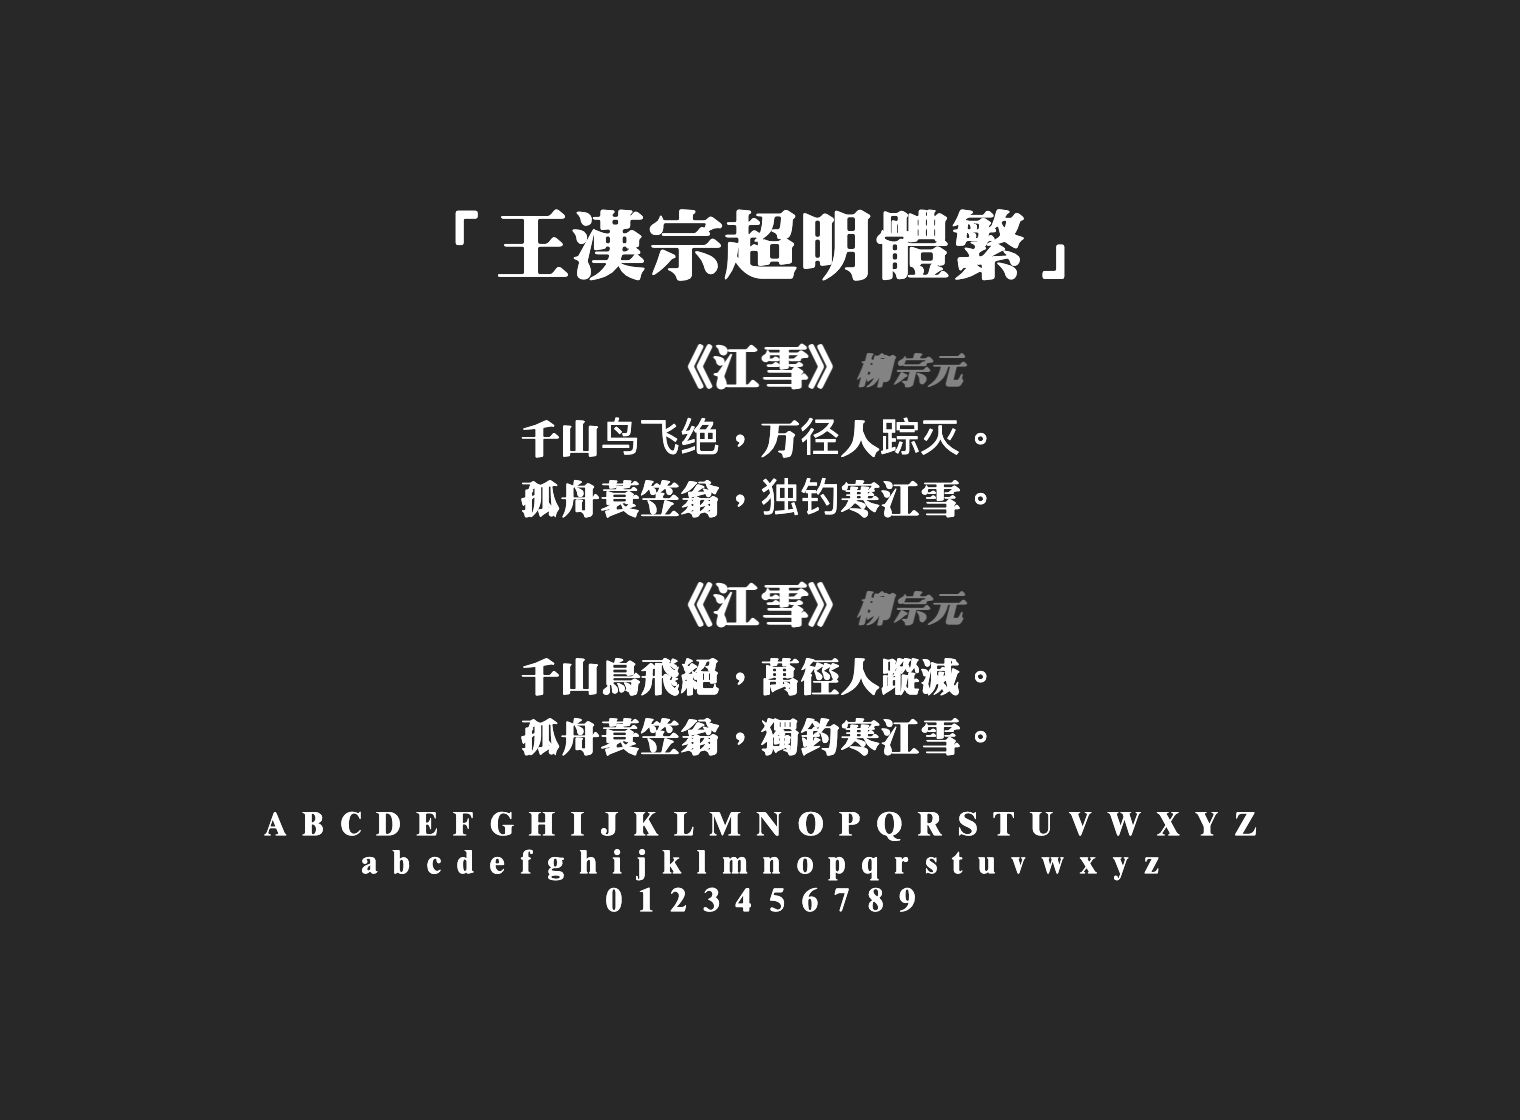 「王漢宗超明體繁」
《江雪》 柳宗元
千山鸟飞绝，万径人踪灭。
孤舟蓑笠翁，独钓寒江雪。
《江雪》 柳宗元
千山鳥飛絕，萬徑人蹤滅。
孤舟蓑笠翁，獨釣寒江雪。
A B C D E F G H I J K L M N O P Q R S T U V W X Y Z
a b c d e f g h i j k l m n o p q r s t u v w x y z
0 1 2 3 4 5 6 7 8 9